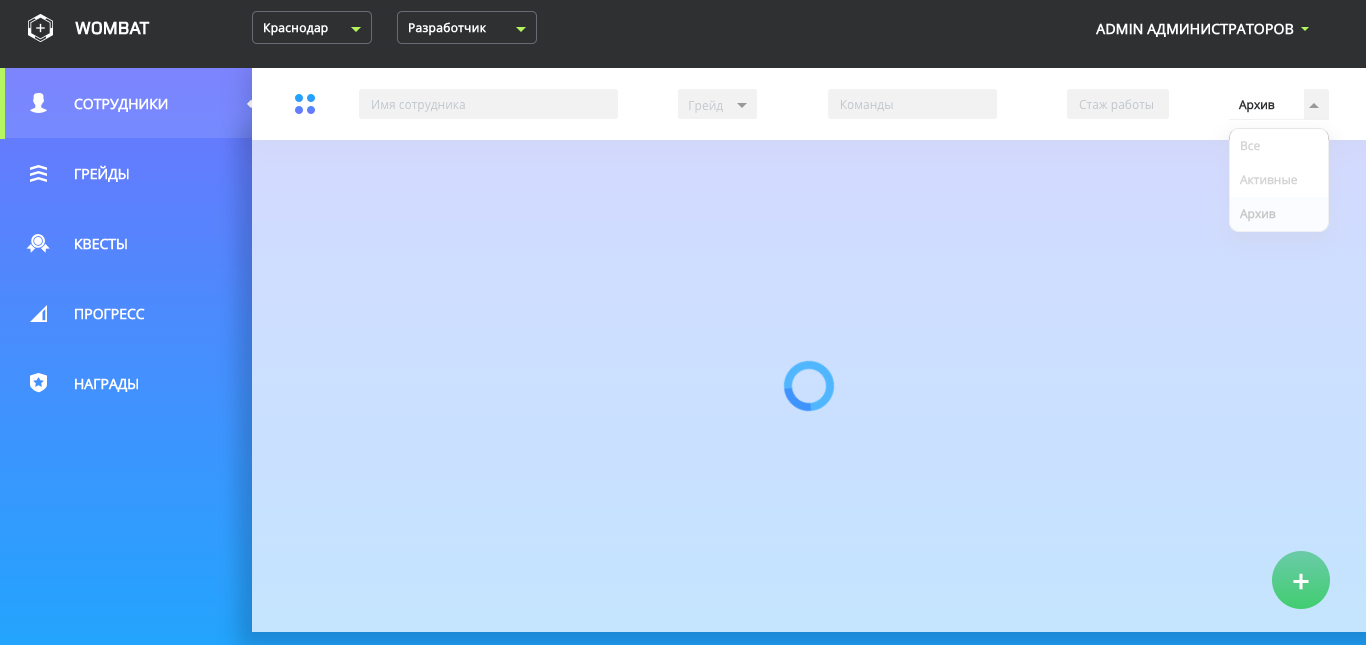 WOMBAT
Краснодар
Разработчик
ADMIN АДМИНИСТРАТОРОВ
СОТРУДНИКИ
ГРЕЙДЫ
КВЕСТЫ
ПРОГРЕСС
НАГРАДЫ
Имя сотрудника
Грейд
Команды
Стаж работы
Архив
Все
Активные
Архив